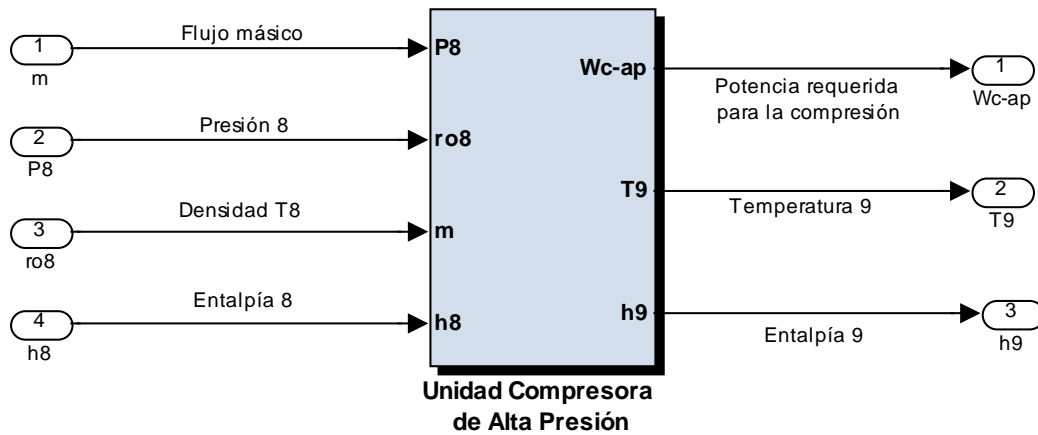 1
m
Flujo másico
2
P8
Presión 8
3
ro8
Densidad T8
4
h8
Entalpía 8
P8
ro8
m
h8
Wc-ap
T9
h9
Unidad Compresora
de Alta Presión
Potencia requerida
para la compresión
1
Wc-ap
Temperatura 9
2
T9
Entalpía 9
3
h9